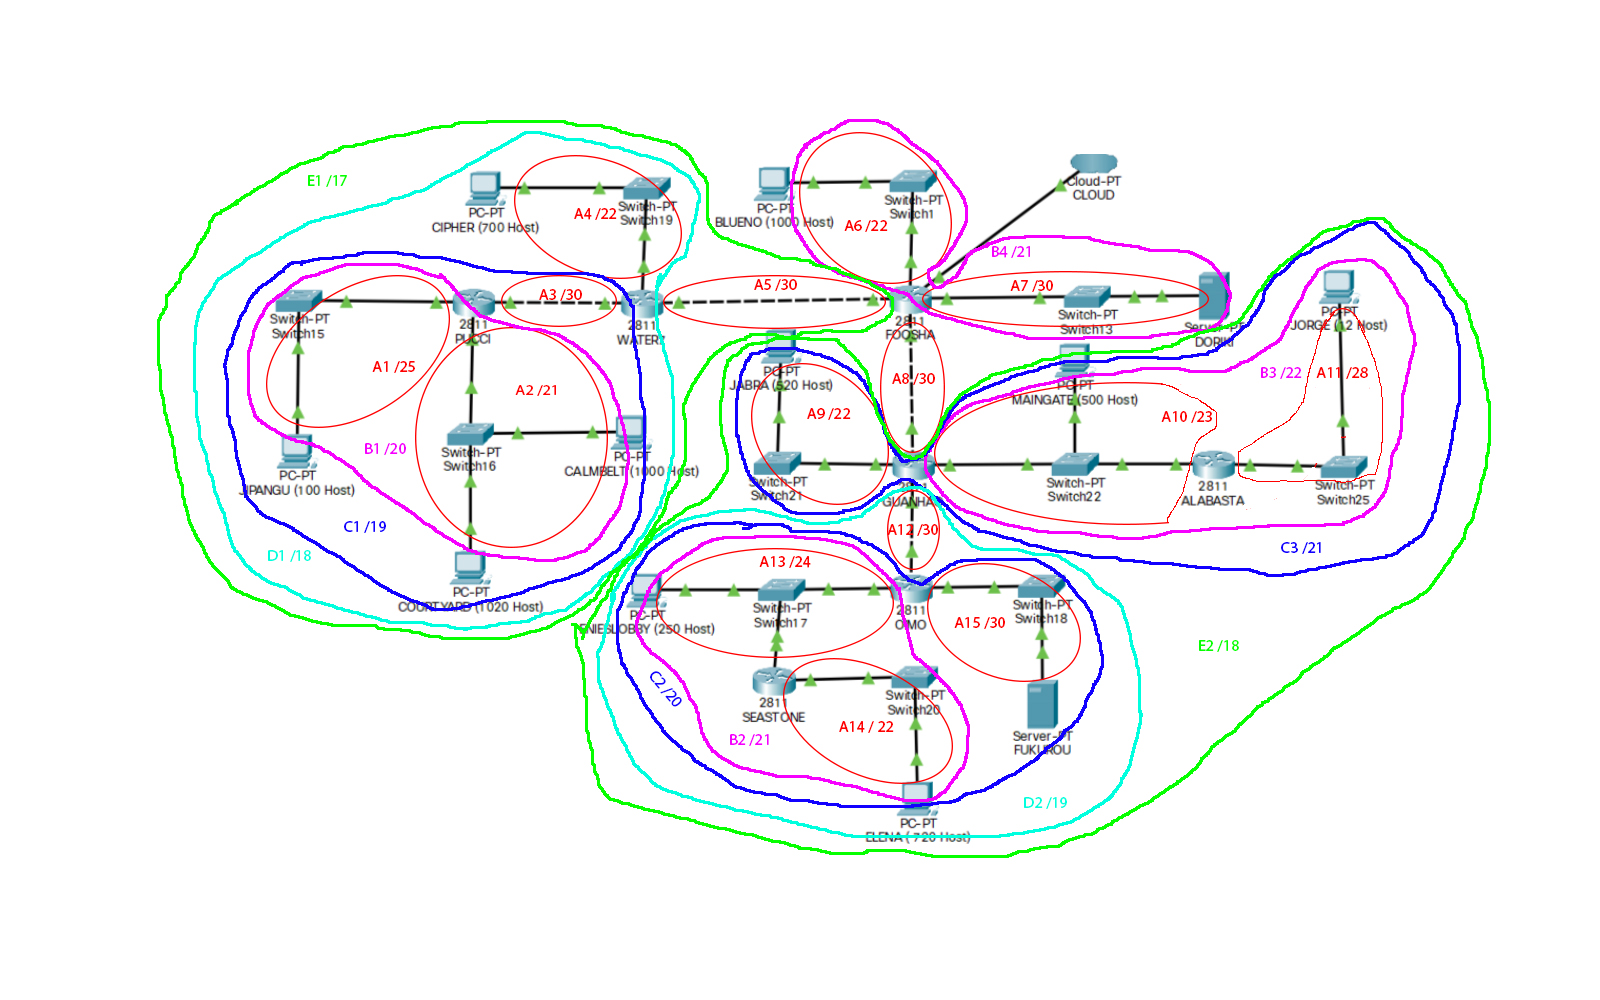 E1 /17
PC-PT
CIPHER (700 Host)
A4 /22
Switch-PT
Switch19
PC-PT
BLUENO (1000 Host)
Switch-PT
Switch1
A6 /22
Cloud-PT
CLOUD
B4 /21
Switch-PT
Switch15
2811
PUCCI
A3 /30
2811
WATER7
A5 /30
2811
FOOSHA
A7 /30
Switch-PT
Switch13
Server-PT
DORIKI
PC-PT
JORGE (12 Host)
A1 /25
A2 /21
PC-PT
JABRA (520 Host)
A8 /30
PC-PT
MAINGATE (500 Host)
B3 /22
A11 /28
A9 /22
A10 /23
B1 /20
Switch-PT
Switch16
PC-PT
CALMBELT (1000 Host)
PC-PT
JIPANGU (100 Host)
Switch-PT
Switch21
GUANHAO
Switch-PT
Switch22
2811
ALABASTA
Switch-PT
Switch25
C1 /19
D1 /18
A12 /30
C3 /21
PC-PT
COURTYARD (1020 Host)
A13 /24
PC-PT
ENIESLOBBY (250 Host)
Switch-PT
Switch17
2811
OIMO
A15 /30
Switch-PT
Switch18
E2 /18
C2 /20
2811
SEASTONE
Switch-PT
Switch20
A14 / 22
B2 /21
Server-PT
FUKUROU
D2 /19
PC-PT
ELENA ( 720 Host)